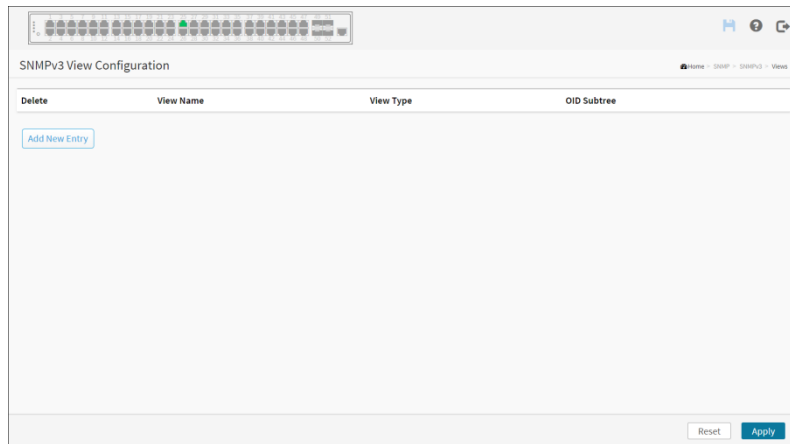 SNMPv3 View Configuration
Home > SNMP > SNMPv3 > Views
Delete View Name View Type OID Subtree
Add New Entry
Reset Apply